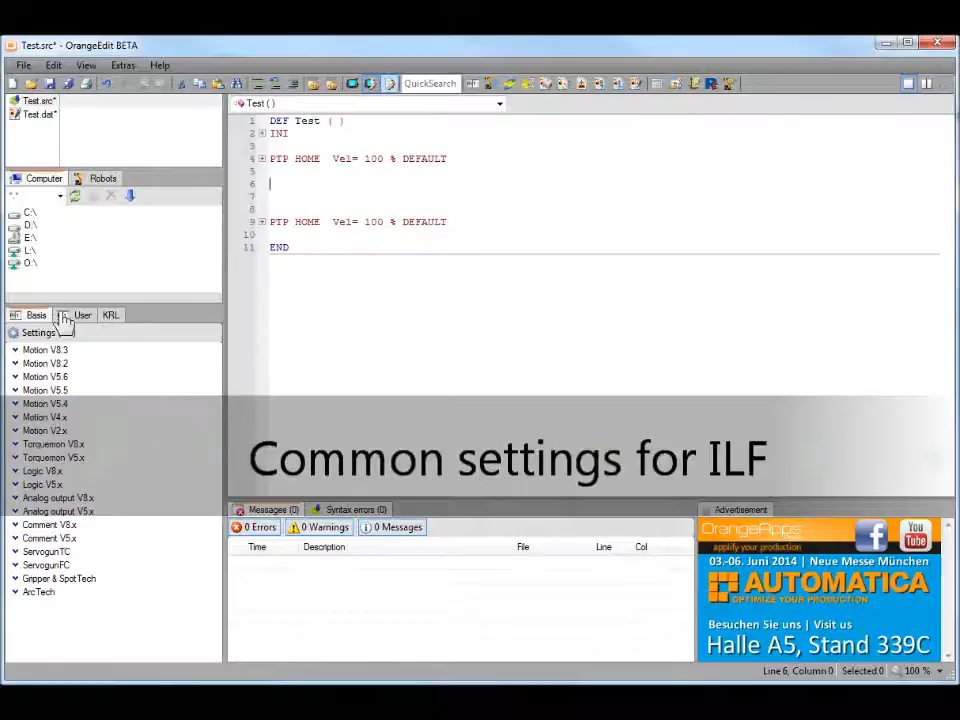 Test.src* - OrangeEdit BETA
File Edit View Extras Help
QuickSearch
Test.src*
Test.dat*
Test ( )
1 DEF Test ( )
2 INI
3
4 PTP HOME Vel= 100 % DEFAULT
5
6
7
8
9 PTP HOME Vel= 100 % DEFAULT
10
11 END
Computer Robots
*.*
C:\
D:\
E:\
L:\
O:\
Basis User KRL
Settings
Motion V8.3
Motion V8.2
Motion V5.6
Motion V5.5
Motion V5.4
Motion V4.x
Motion V2.x
Torquemon V8.x
Torquemon V5.x
Logic V8.x
Logic V5.x
Analog output V8.x
Analog output V5.x
Comment V8.x
Comment V5.x
ServogunTC
ServogunFC
Gripper & SpotTech
ArcTech
Common settings for ILF
Messages (0) Syntax errors (0)
0 Errors 0 Warnings 0 Messages
Time Description File Line Col
Advertisement
OrangeApps
applify your production
You
Tube
03.-06. Juni 2014 | Neue Messe München
AUTOMATICA
OPTIMIZE YOUR PRODUCTION
Besuchen Sie uns | Visit us
Halle A5, Stand 339C
Line 6, Column 0 Selected 0 100 %